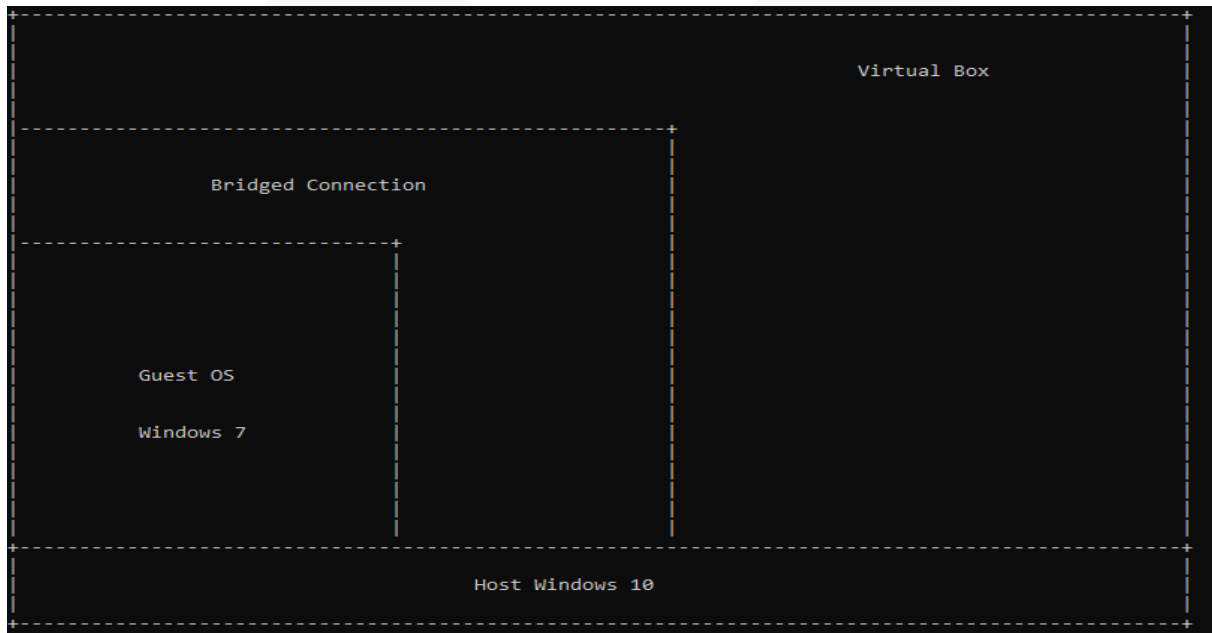 Virtual Box
Bridged Connection
Guest OS
Windows 7
Host Windows 10